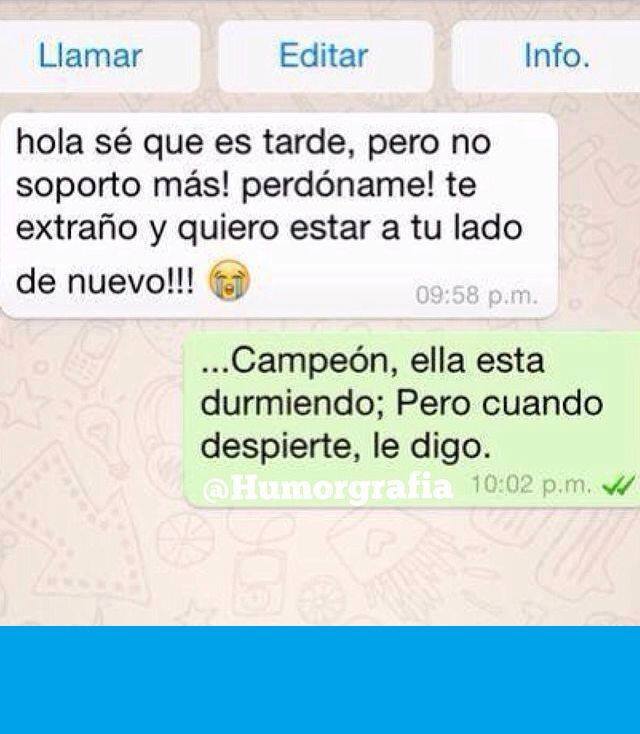 Llamar Editar Info.
hola sé que es tarde, pero no
soporto más! perdóname! te
extraño y quiero estar a tu lado
de nuevo!!! 😭
09:58 p.m.
...Campeón, ella esta
durmiendo; Pero cuando
despierte, le digo.
@Humorgrafia 10:02 p.m.